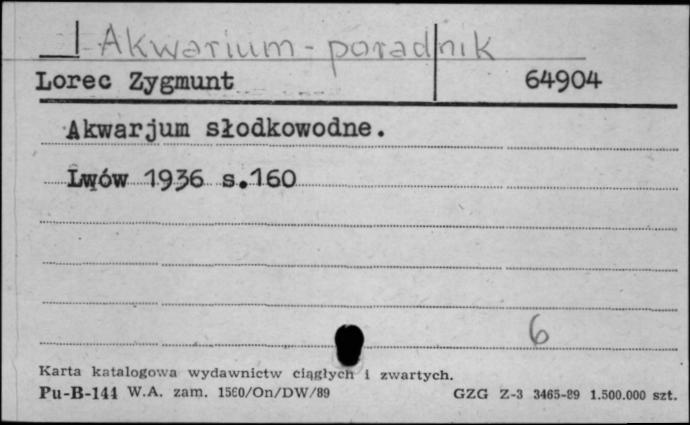 Akwarium - poradnik
Lorec Zygmunt 64904
Akwarjum słodkowodne.
Lwów 1936 s.160
6
Karta katalogowa wydawnictw ciągłych i zwartych.
Pu-B-144 W.A. zam. 1560/On/DW/89 GZG Z-3 3465-89 1.500.000 szt.